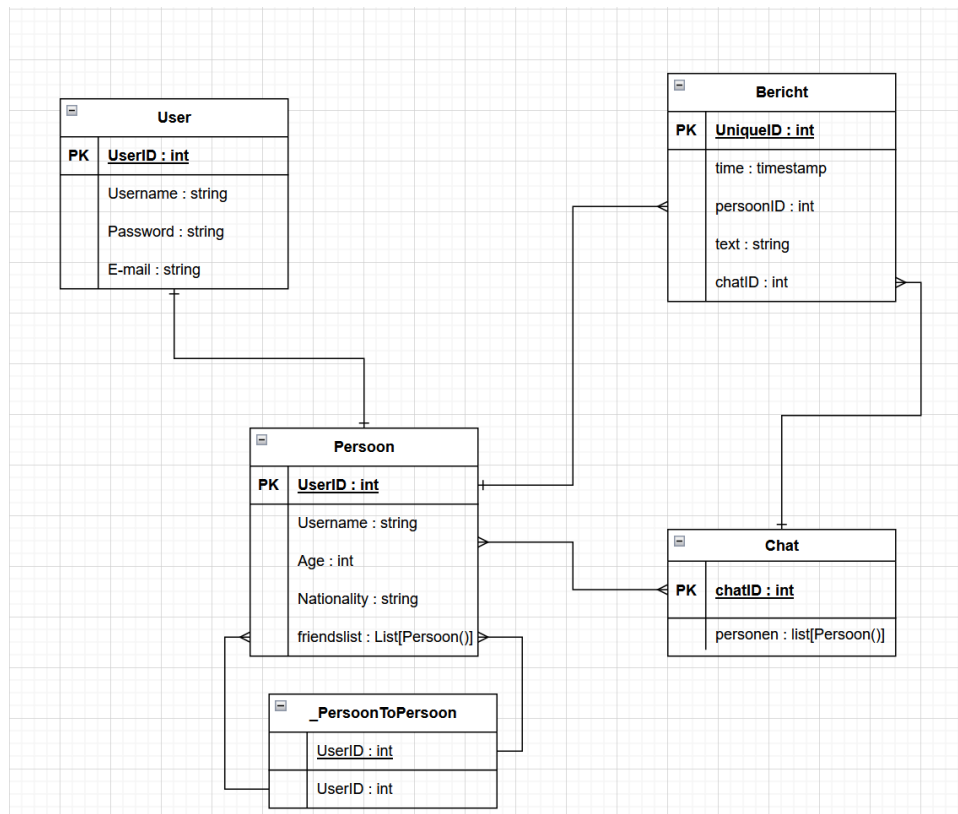 User
PK UserID : int
Username : string
Password : string
E-mail : string
Bericht
PK UniqueID : int
time : timestamp
persoonID : int
text : string
chatID : int
Persoon
PK UserID : int
Username : string
Age : int
Nationality : string
friendslist : List[Persoon()]
Chat
PK chatID : int
personen : list[Persoon()]
_PersoonToPersoon
UserID : int
UserID : int